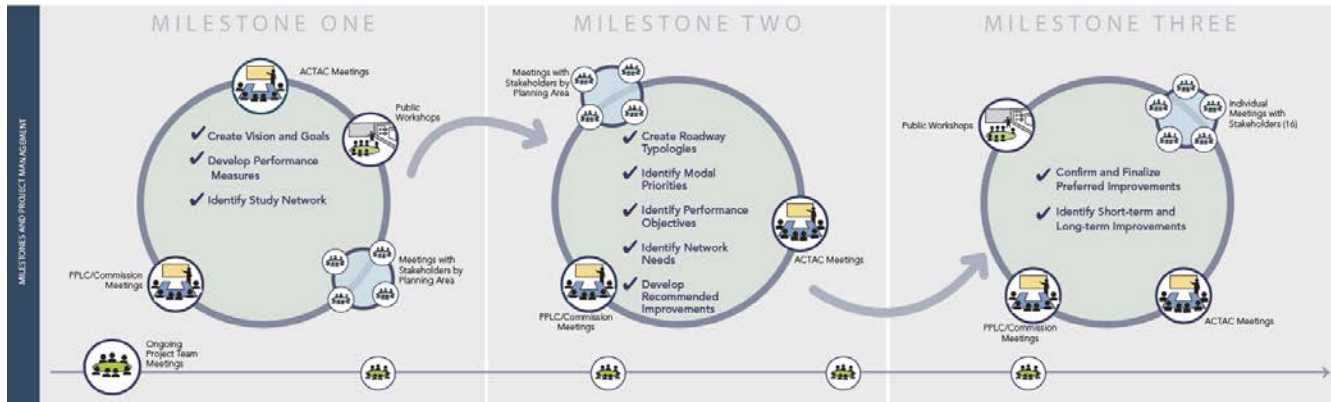 MILESTONES AND PROJECT MANAGEMENT
MILESTONE ONE
ACTAC Meetings
Public
Workshops
✔ Create Vision and Goals
✔ Develop Performance
Measures
✔ Identify Study Network
PPLC/Commission
Meetings
Meetings with
Stakeholders by
Planning Area
Ongoing
Project Team
Meetings
MILESTONE TWO
Meetings with
Stakeholders by
Planning Area
✔ Create Roadway
Typologies
✔ Identify Modal
Priorities
✔ Identify Performance
Objectives
✔ Identify Network
Needs
✔ Develop
Recommended
Improvements
ACTAC Meetings
PPLC/Commission
Meetings
MILESTONE THREE
Public Workshops
Individual
Meetings with
Stakeholders (16)
✔ Confirm and Finalize
Preferred Improvements
✔ Identify Short-term and
Long-term Improvements
PPLC/Commission
Meetings
ACTAC Meetings